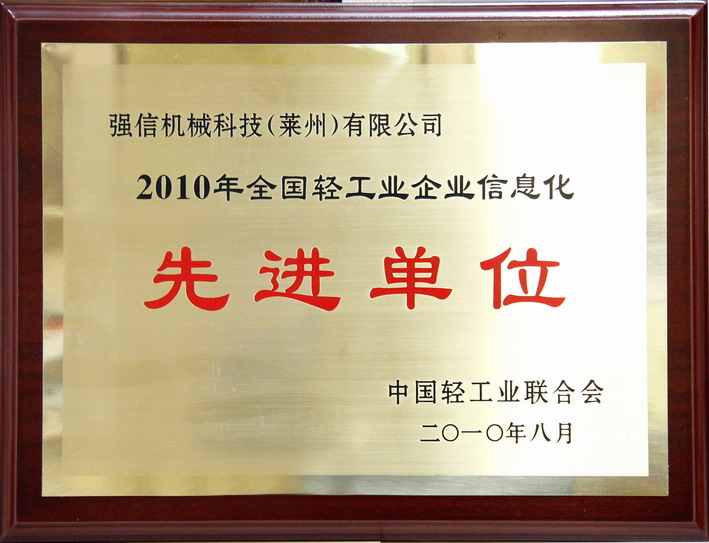 强信机械科技(莱州)有限公司
2010年全国轻工业企业信息化
先进单位
中国轻工业联合会
二〇一〇年八月